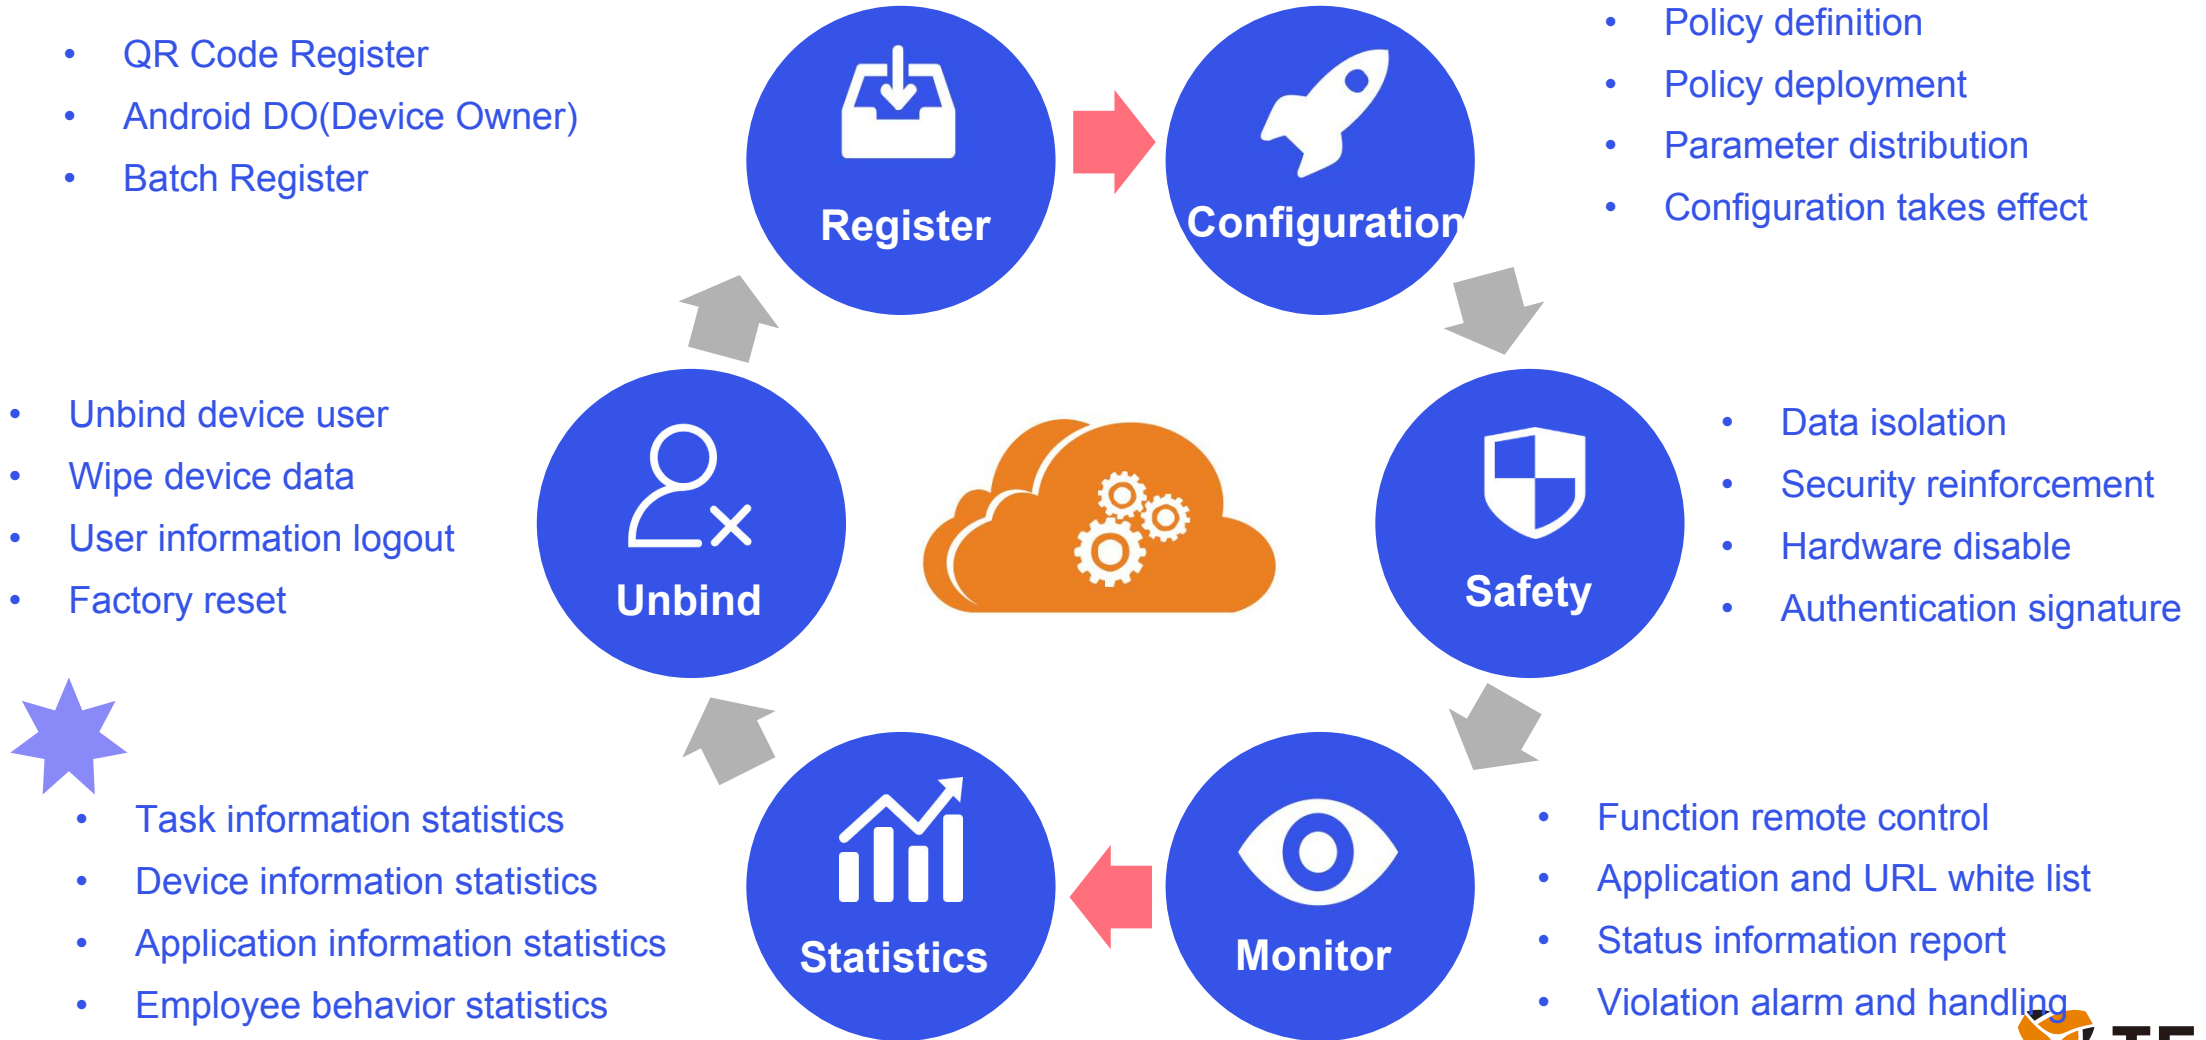 QR Code Register
Android DO(Device Owner)
Batch Register
Register
Configuration
Policy definition
Policy deployment
Parameter distribution
Configuration takes effect
Unbind device user
Wipe device data
User information logout
Factory reset
Unbind
Safety
Data isolation
Security reinforcement
Hardware disable
Authentication signature
Task information statistics
Device information statistics
Application information statistics
Employee behavior statistics
Statistics
Monitor
Function remote control
Application and URL white list
Status information report
Violation alarm and handling